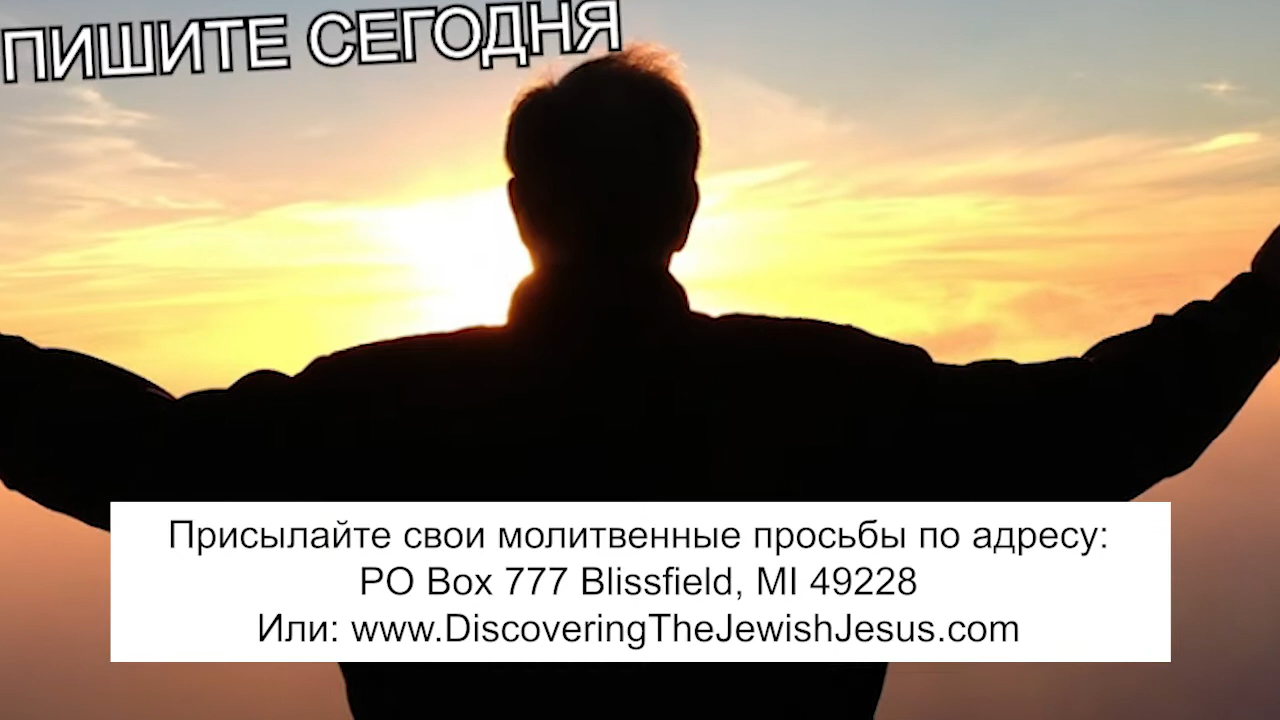 ПИШИТЕ СЕГОДНЯ
Присылайте свои молитвенные просьбы по адресу:
PO Box 777 Blissfield, MI 49228
Или: www.DiscoveringTheJewishJesus.com